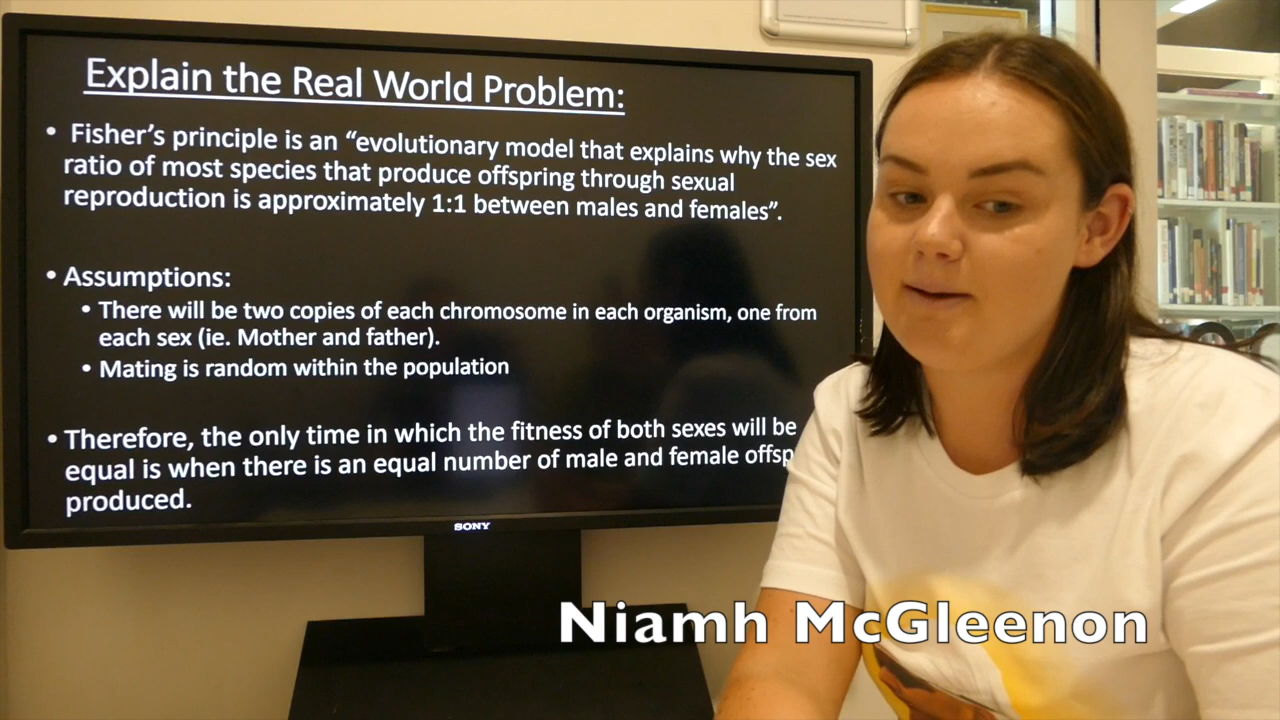 Explain the Real World Problem:
• Fisher's principle is an “evolutionary model that explains why the sex
ratio of most species that produce offspring through sexual
reproduction is approximately 1:1 between males and females”.
• Assumptions:
• There will be two copies of each chromosome in each organism, one from
each sex (ie. Mother and father).
• Mating is random within the population
• Therefore, the only time in which the fitness of both sexes will be
equal is when there is an equal number of male and female offsp
produced.
SONY
Niamh McGleenon